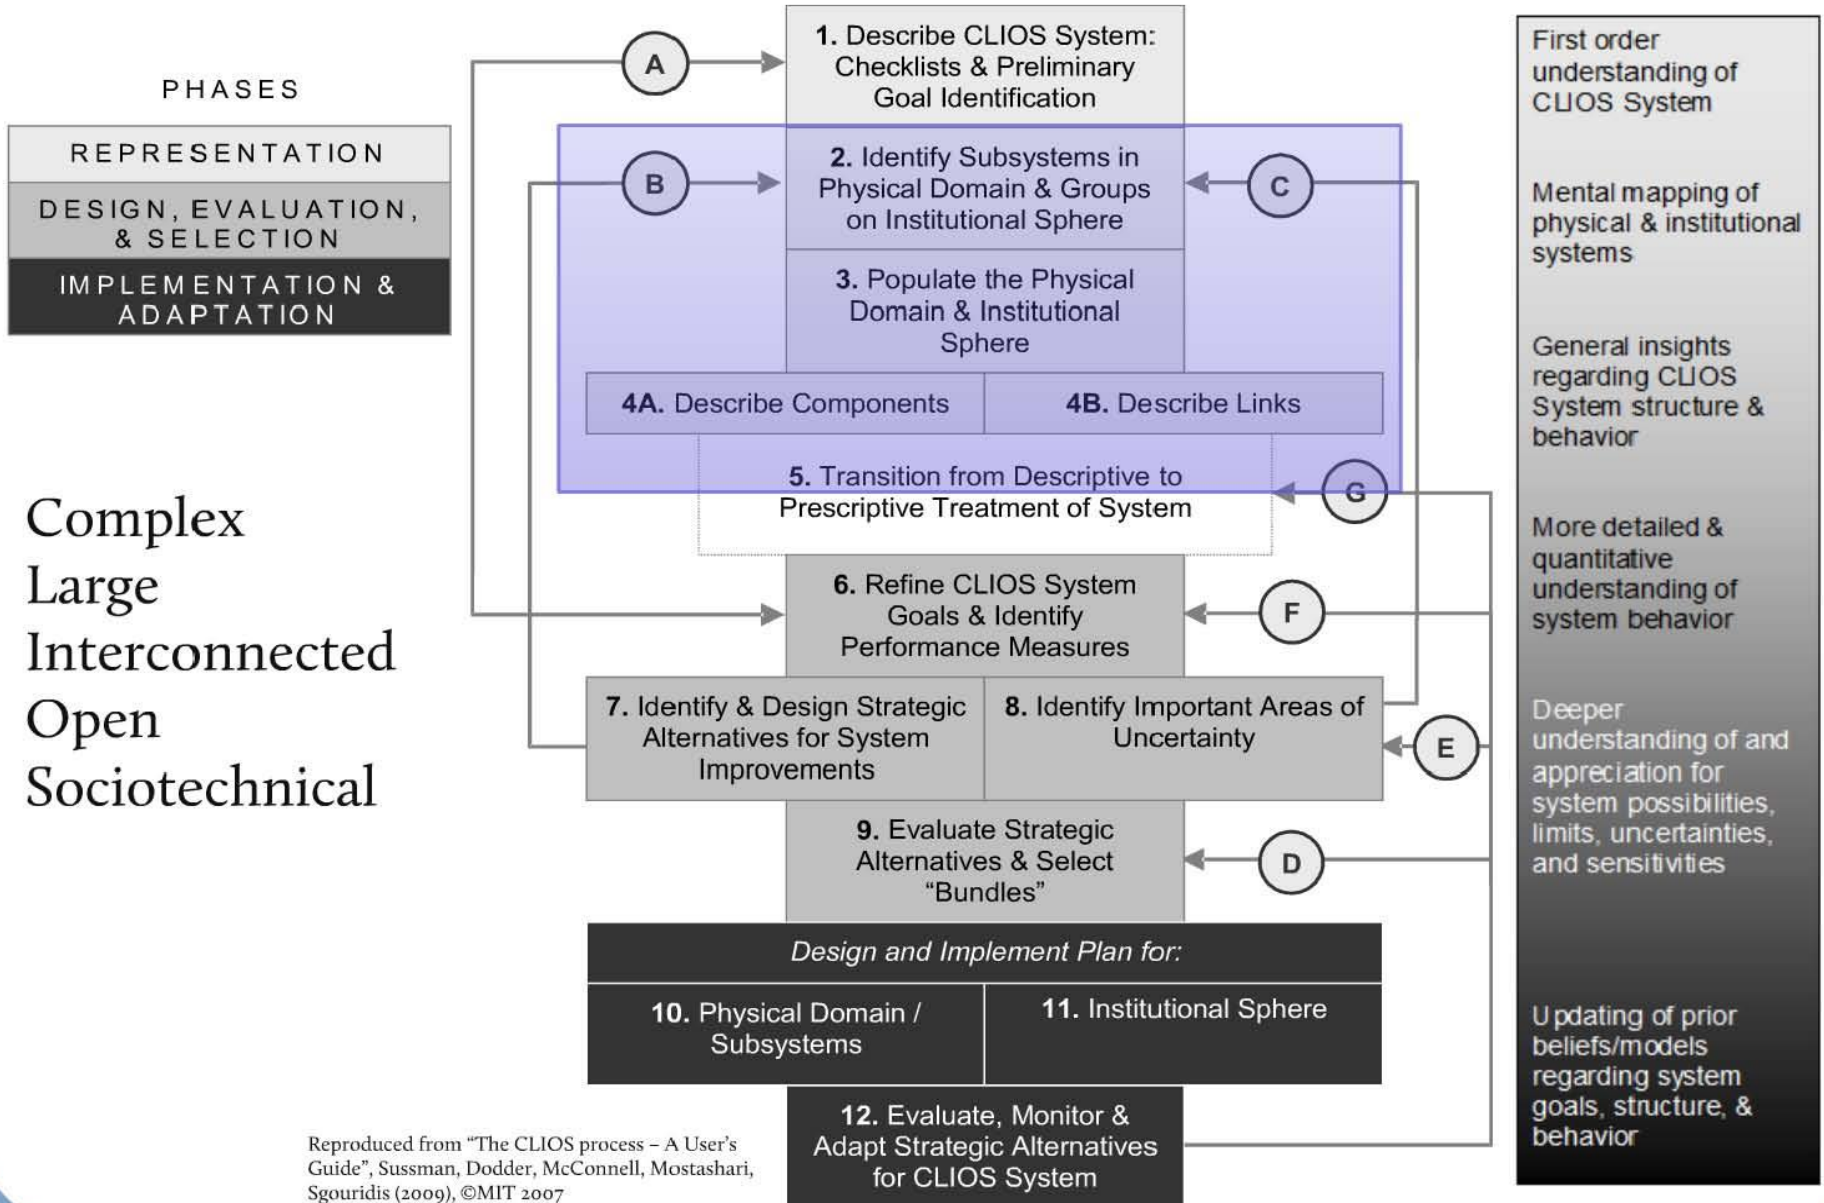 PHASES
REPRESENTATION
DESIGN, EVALUATION,
& SELECTION
IMPLEMENTATION &
ADAPTATION
Complex
Large
Interconnected
Open
Sociotechnical
A
1. Describe CLIOS System:
Checklists & Preliminary
Goal Identification
B
2. Identify Subsystems in
Physical Domain & Groups
on Institutional Sphere
C
3. Populate the Physical
Domain & Institutional
Sphere
4A. Describe Components
4B. Describe Links
5. Transition from Descriptive to
Prescriptive Treatment of System
G
6. Refine CLIOS System
Goals & Identify
Performance Measures
F
7. Identify & Design Strategic
Alternatives for System
Improvements
8. Identify Important Areas of
Uncertainty
E
9. Evaluate Strategic
Alternatives & Select
“Bundles”
D
Design and Implement Plan for:
10. Physical Domain /
Subsystems
11. Institutional Sphere
12. Evaluate, Monitor &
Adapt Strategic Alternatives
for CLIOS System
First order
understanding of
CLIOS System
Mental mapping of
physical & institutional
systems
General insights
regarding CLIOS
System structure &
behavior
More detailed &
quantitative
understanding of
system behavior
Deeper
understanding of and
appreciation for
system possibilities,
limits, uncertainties,
and sensitivities
Updating of prior
beliefs/models
regarding system
goals, structure, &
behavior
Reproduced from “The CLIOS process – A User's
Guide”, Sussman, Dodder, McConnell, Mostashari,
Sgouridis (2009), ©MIT 2007